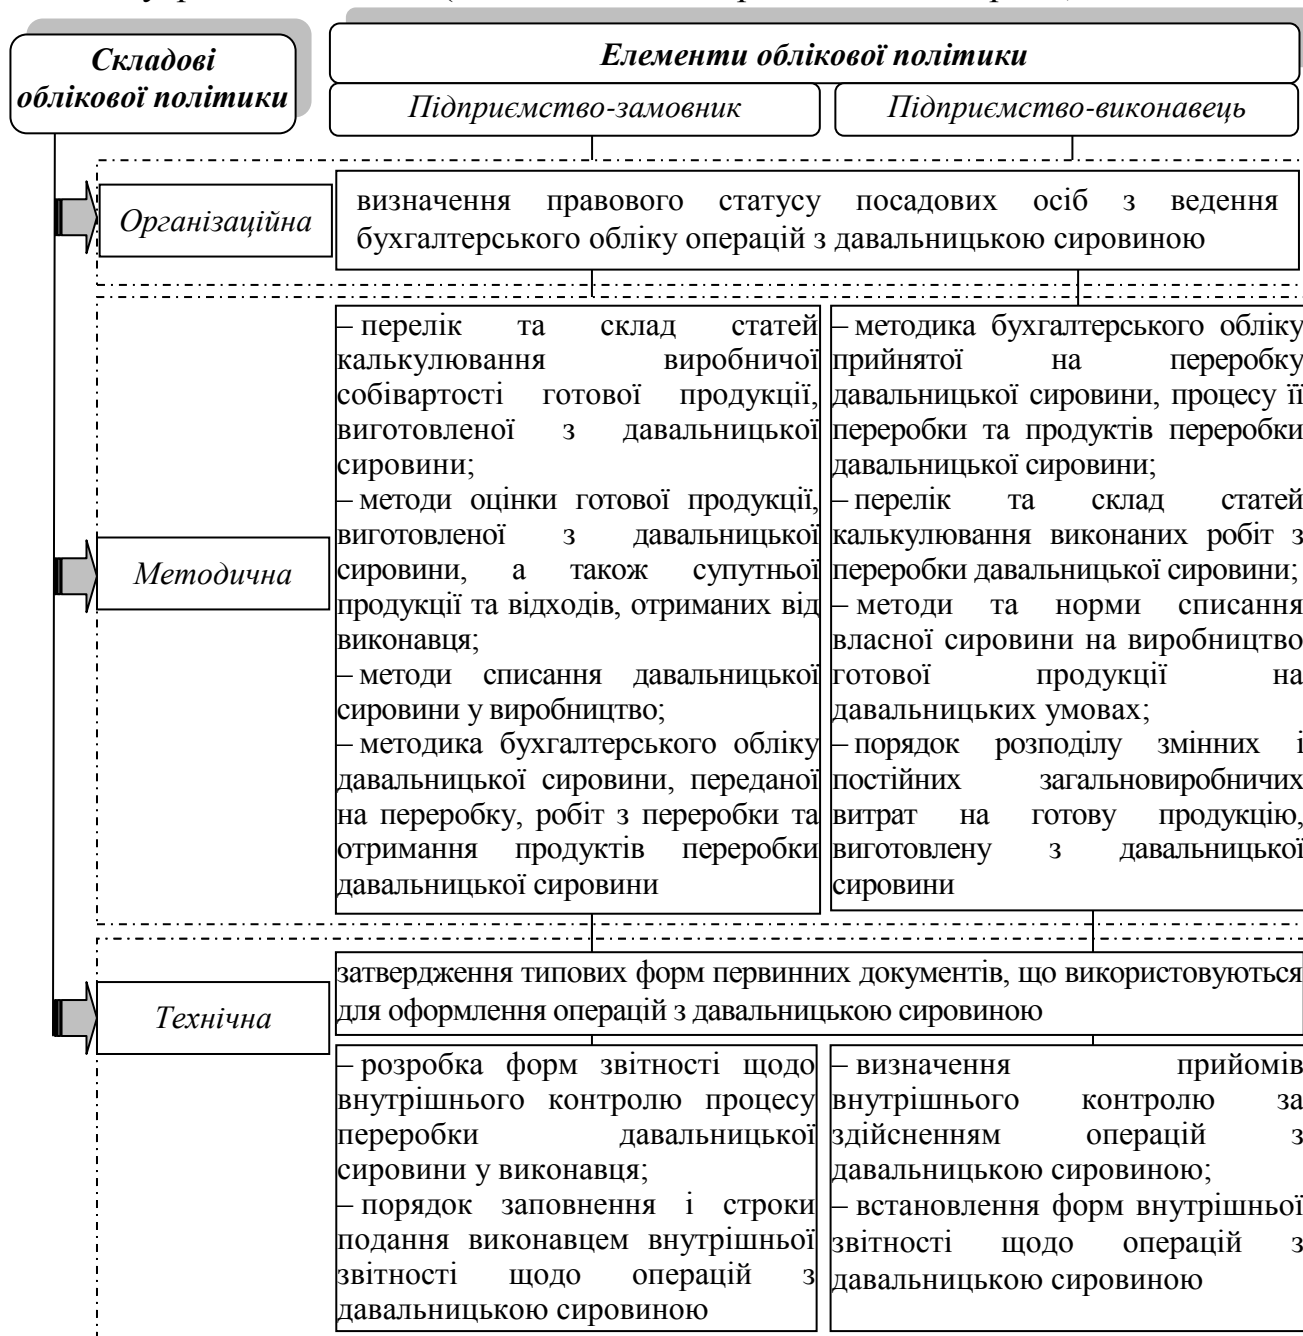 Складові
облікової політики
Елементи облікової політики
Підприємство-замовник
Підприємство-виконавець
Організаційна
визначення правового статусу посадових осіб з ведення
бухгалтерського обліку операцій з давальницькою сировиною
Методична
– перелік та склад статей
калькулювання виробничої
собівартості готової продукції,
виготовленої з давальницької
сировини;
– методи оцінки готової продукції,
виготовленої з давальницької
сировини, а також супутньої
продукції та відходів, отриманих від
виконавця;
– методи списання давальницької
сировини у виробництво;
– методика бухгалтерського обліку
давальницької сировини, переданої
на переробку, робіт з переробки та
отримання продуктів переробки
давальницької сировини
– методика бухгалтерського обліку
прийнятої на переробку
давальницької сировини, процесу її
переробки та продуктів переробки
давальницької сировини;
– перелік та склад статей
калькулювання виконаних робіт з
переробки давальницької сировини;
– методи та норми списання
власної сировини на виробництво
готової продукції на
давальницьких умовах;
– порядок розподілу змінних і
постійних загальновиробничих
витрат на готову продукцію,
виготовлену з давальницької
сировини
Технічна
затвердження типових форм первинних документів, що використовуються
для оформлення операцій з давальницькою сировиною
– розробка форм звітності щодо
внутрішнього контролю процесу
переробки давальницької
сировини у виконавця;
– порядок заповнення і строки
подання виконавцем внутрішньої
звітності щодо операцій з
давальницькою сировиною
– визначення прийомів
внутрішнього контролю за
здійсненням операцій з
давальницькою сировиною;
– встановлення форм внутрішньої
звітності щодо операцій з
давальницькою сировиною